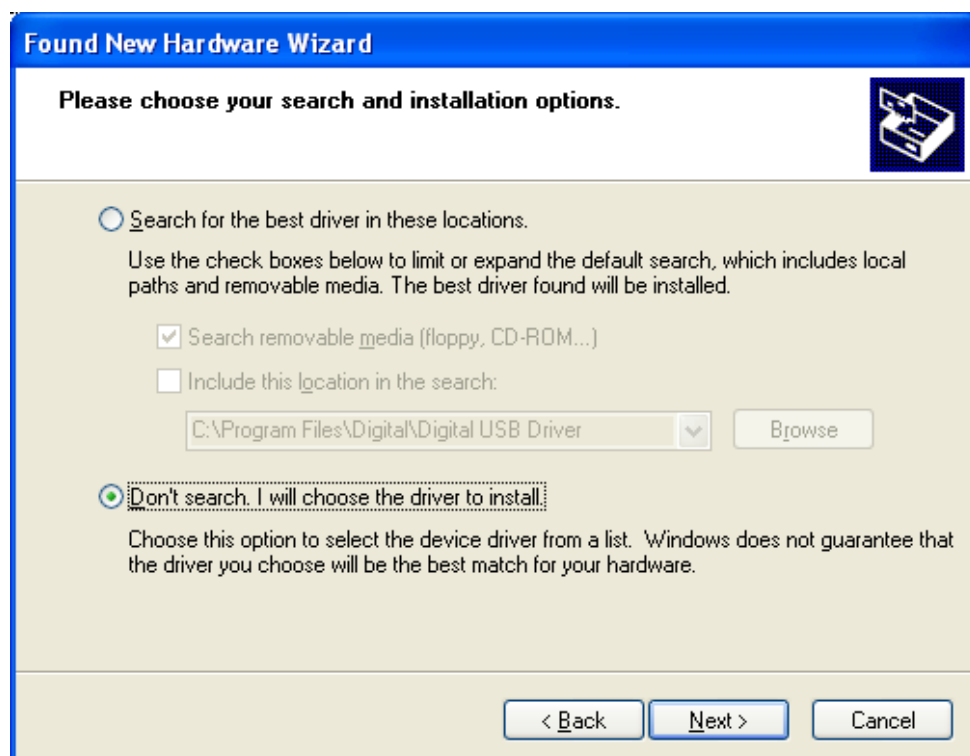 Found New Hardware Wizard
Please choose your search and installation options.
Search for the best driver in these locations.
Use the check boxes below to limit or expand the default search, which includes local
paths and removable media. The best driver found will be installed.
Search removable media (floppy, CD-ROM...)
Include this location in the search:
C:\Program Files\Digital\Digital USB Driver
Browse
Don't search. I will choose the driver to install.
Choose this option to select the device driver from a list.  Windows does not guarantee that
the driver you choose will be the best match for your hardware.
< Back
Next >
Cancel